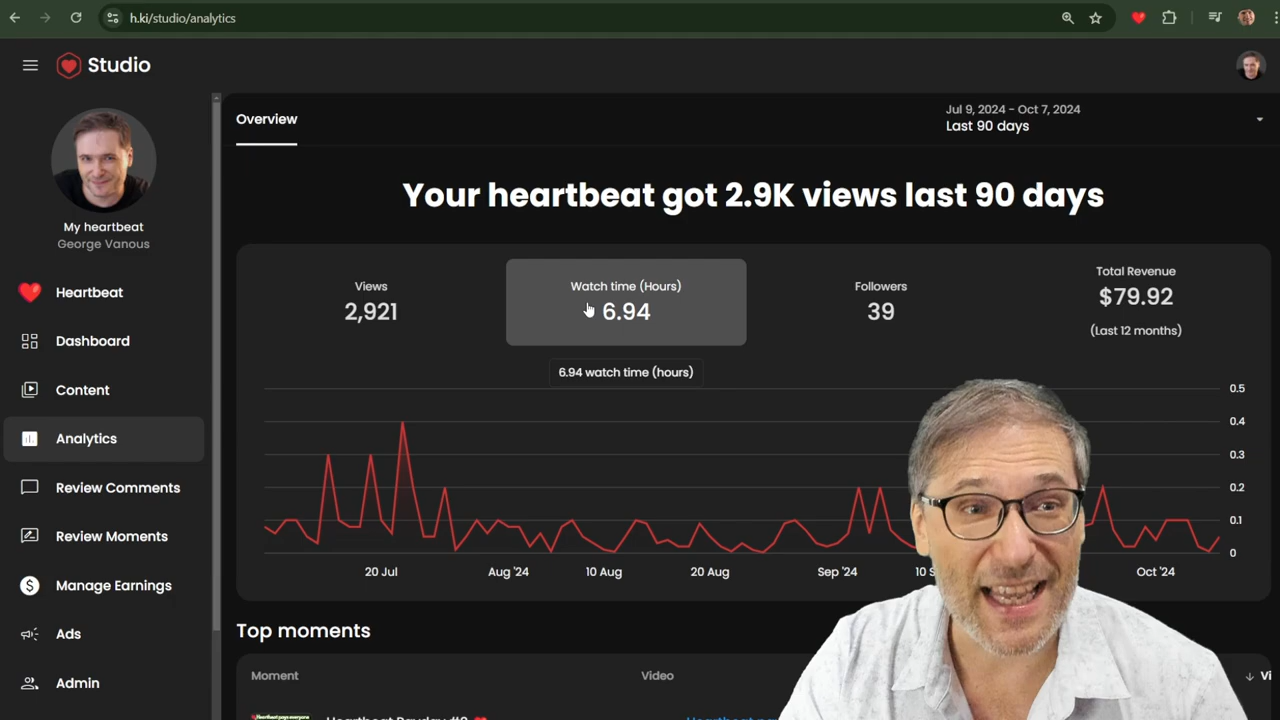 h.ki/studio/analytics
Studio
Overview
Jul 9, 2024 - Oct 7, 2024
Last 90 days
My heartbeat
George Vanous
Your heartbeat got 2.9K views last 90 days
Heartbeat
Dashboard
Content
Analytics
Review Comments
Review Moments
Manage Earnings
Ads
Admin
Views
2,921
Watch time (Hours)
6.94
Followers
39
Total Revenue
$79.92
(Last 12 months)
6.94 watch time (hours)
0.5
0.4
0.3
0.2
0.1
0
20 Jul
Aug '24
10 Aug
20 Aug
Sep '24
10 S
Oct '24
Top moments
Moment
Video
Vi